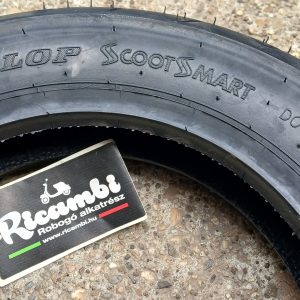 LOP SCOOTSMART DO
Ricambi
Robogó alkatrész
www.ricambi.hu